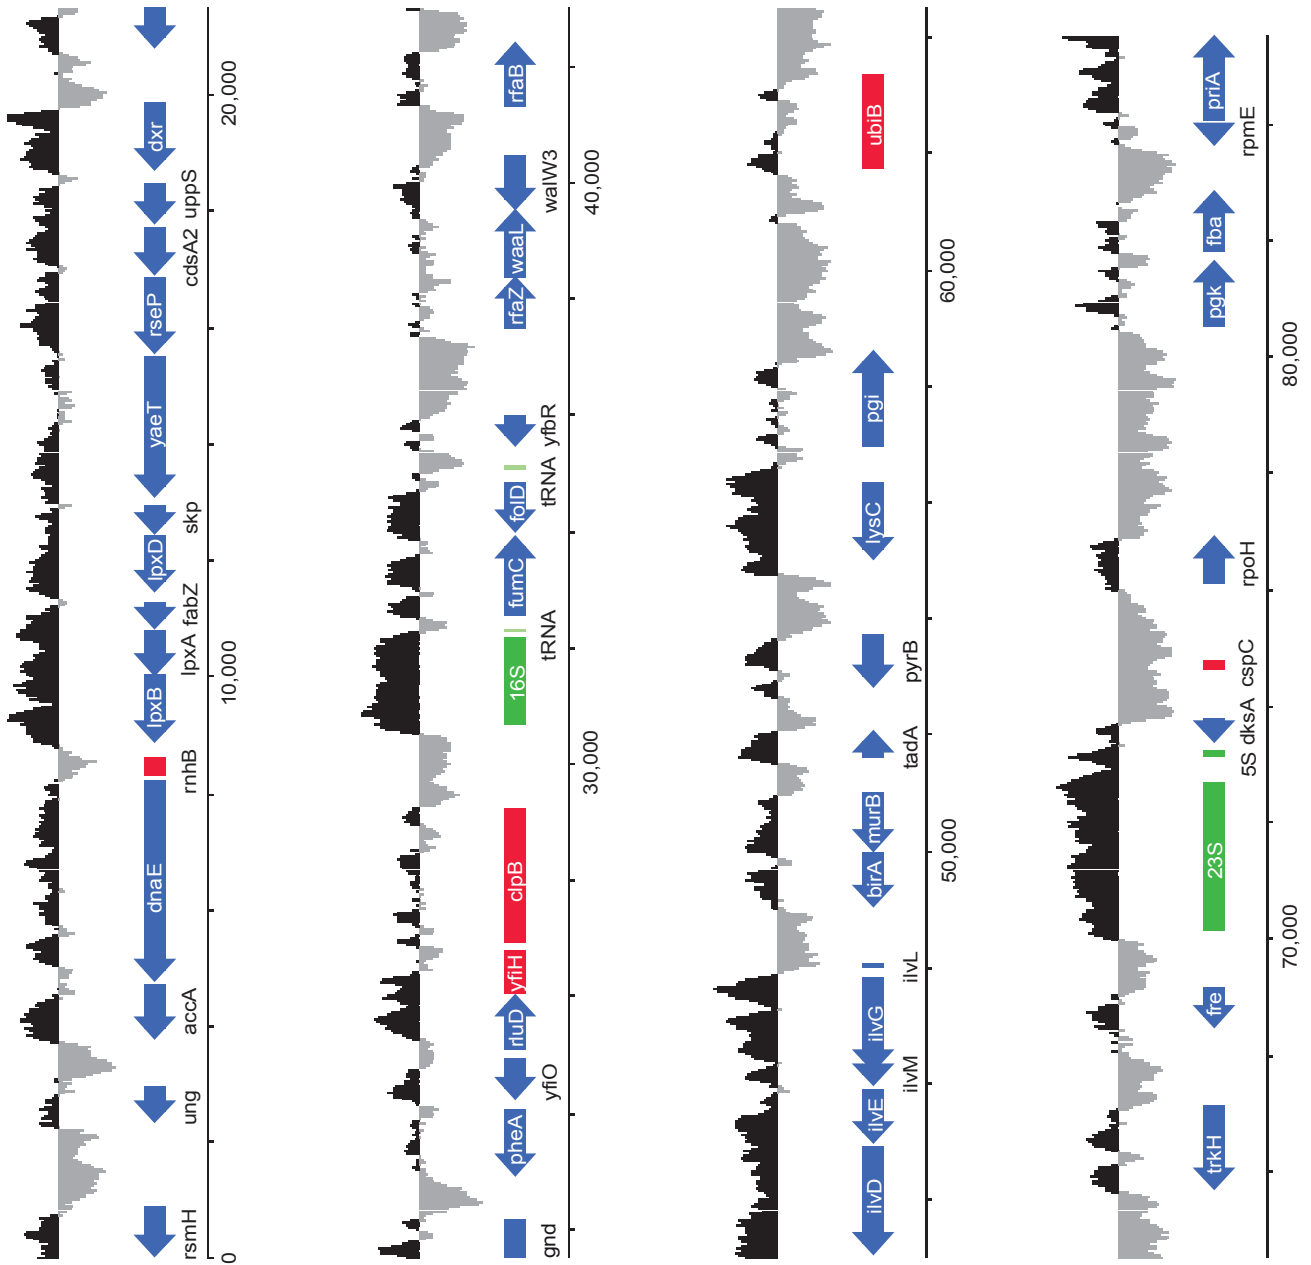 dnaE lpxB lpxD yaeT rseP dxr
rsmH ung accA rnhB lpxA fabZ skp cdsA2 uppS
0 10,000 20,000
pheA rluD yfiH clpB 16S fumC folD rfaZ waaL rfaB
gnd yfiO tRNA tRNA yfbR walW3
30,000 40,000
ilvD ilvE ilvG birA murB lysC pgi ubiB
ilvM ilvL tadA pyrB
50,000 60,000
trkH fre 23S pgk fba priA
5S dksA cspC rpoH rpmE
70,000 80,000